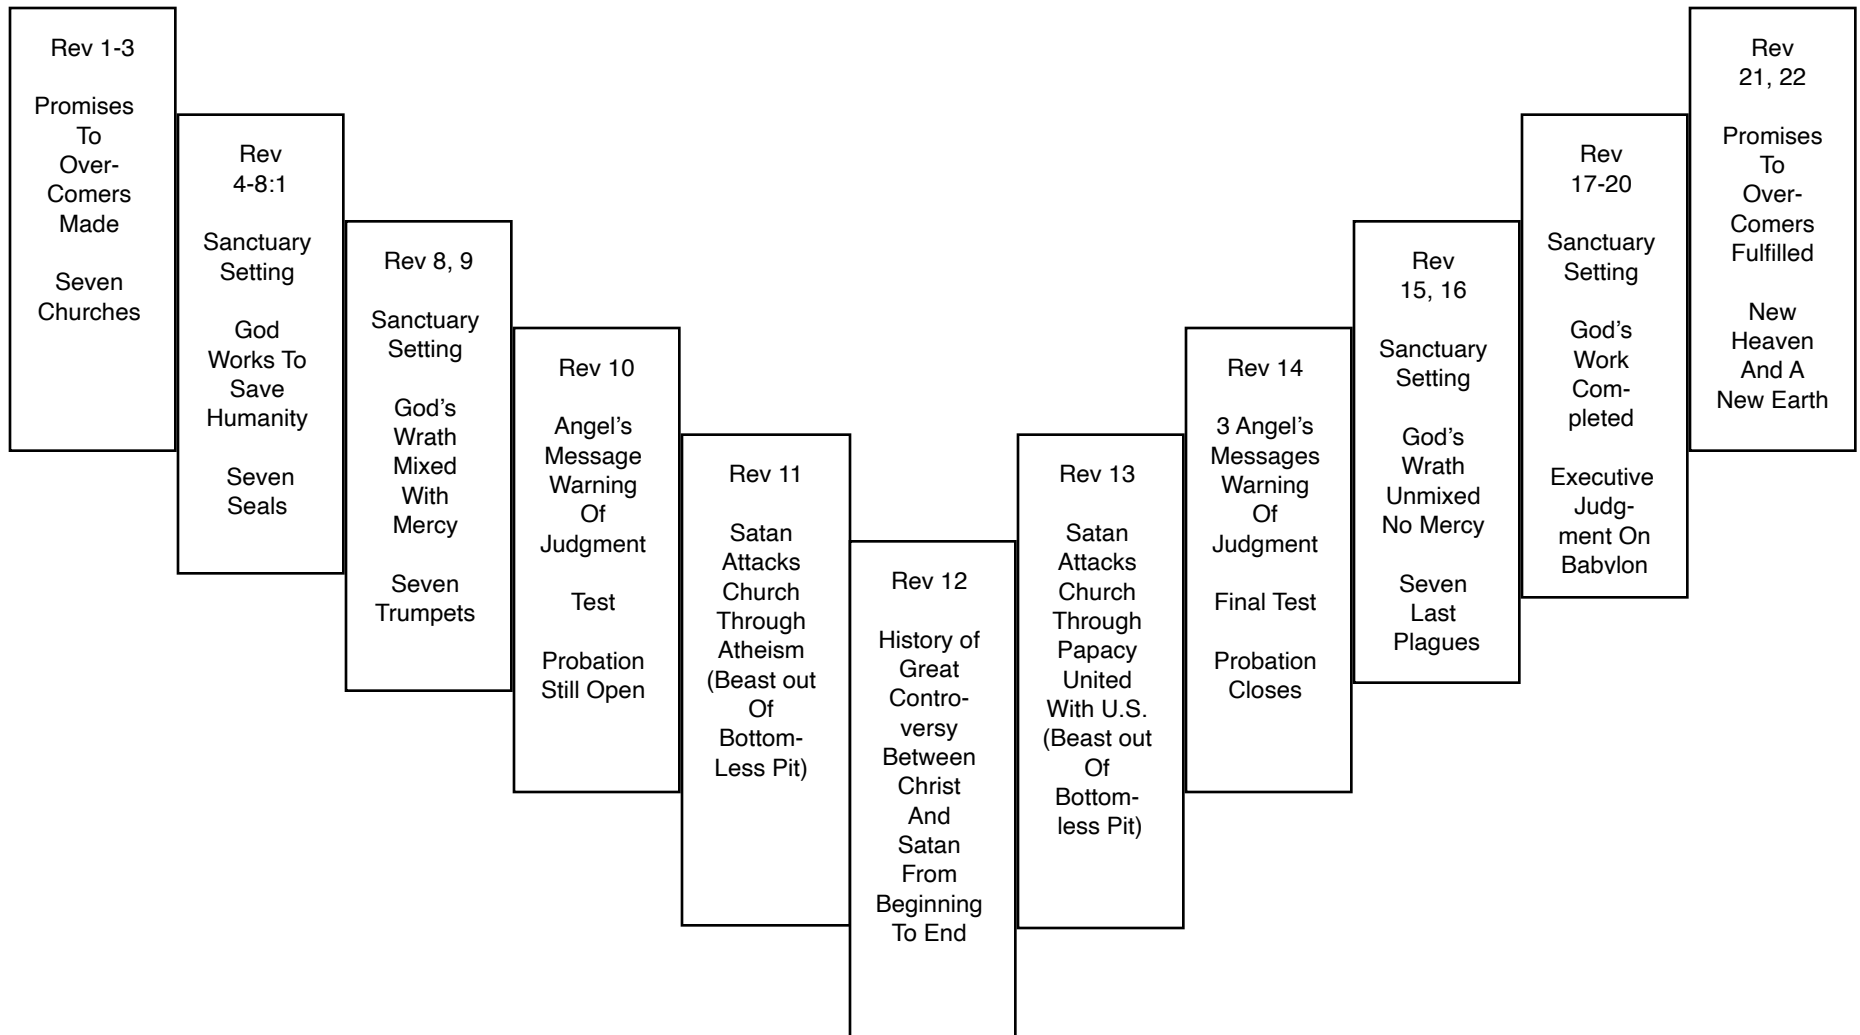 Rev 1-3
Promises
To
Over-
Comers
Made
Seven
Churches
Rev
4-8:1
Sanctuary
Setting
God
Works To
Save
Humanity
Seven
Seals
Rev 8, 9
Sanctuary
Setting
God’s
Wrath
Mixed
With
Mercy
Seven
Trumpets
Rev 10
Angel’s
Message
Warning
Of
Judgment
Test
Probation
Still Open
Rev 11
Satan
Attacks
Church
Through
Atheism
(Beast out
Of
Bottom-
Less Pit)
Rev 12
History of
Great
Contro-
versy
Between
Christ
And
Satan
From
Beginning
To End
Rev 13
Satan
Attacks
Church
Through
Papacy
United
With U.S.
(Beast out
Of
Bottom-
less Pit)
Rev 14
3 Angel’s
Messages
Warning
Of
Judgment
Final Test
Probation
Closes
Rev
15, 16
Sanctuary
Setting
God’s
Wrath
Unmixed
No Mercy
Seven
Last
Plagues
Rev
17-20
Sanctuary
Setting
God’s
Work
Com-
pleted
Executive
Judg-
ment On
Babylon
Rev
21, 22
Promises
To
Over-
Comers
Fulfilled
New
Heaven
And A
New Earth